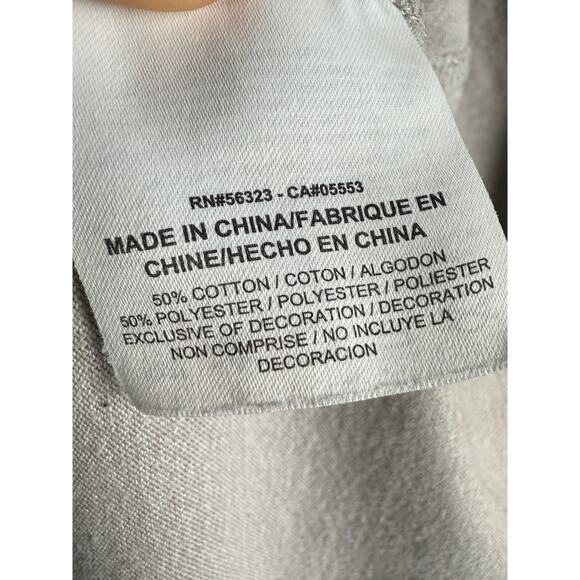 RN#56323 - CA#05553
MADE IN CHINA/FABRIQUE EN
CHINE/HECHO EN CHINA
50% COTTON / COTON / ALGODON
50% POLYESTER / POLYESTER / POLIESTER
EXCLUSIVE OF DECORATION / DECORATION
NON COMPRISE / NO INCLUYE LA
DECORACION